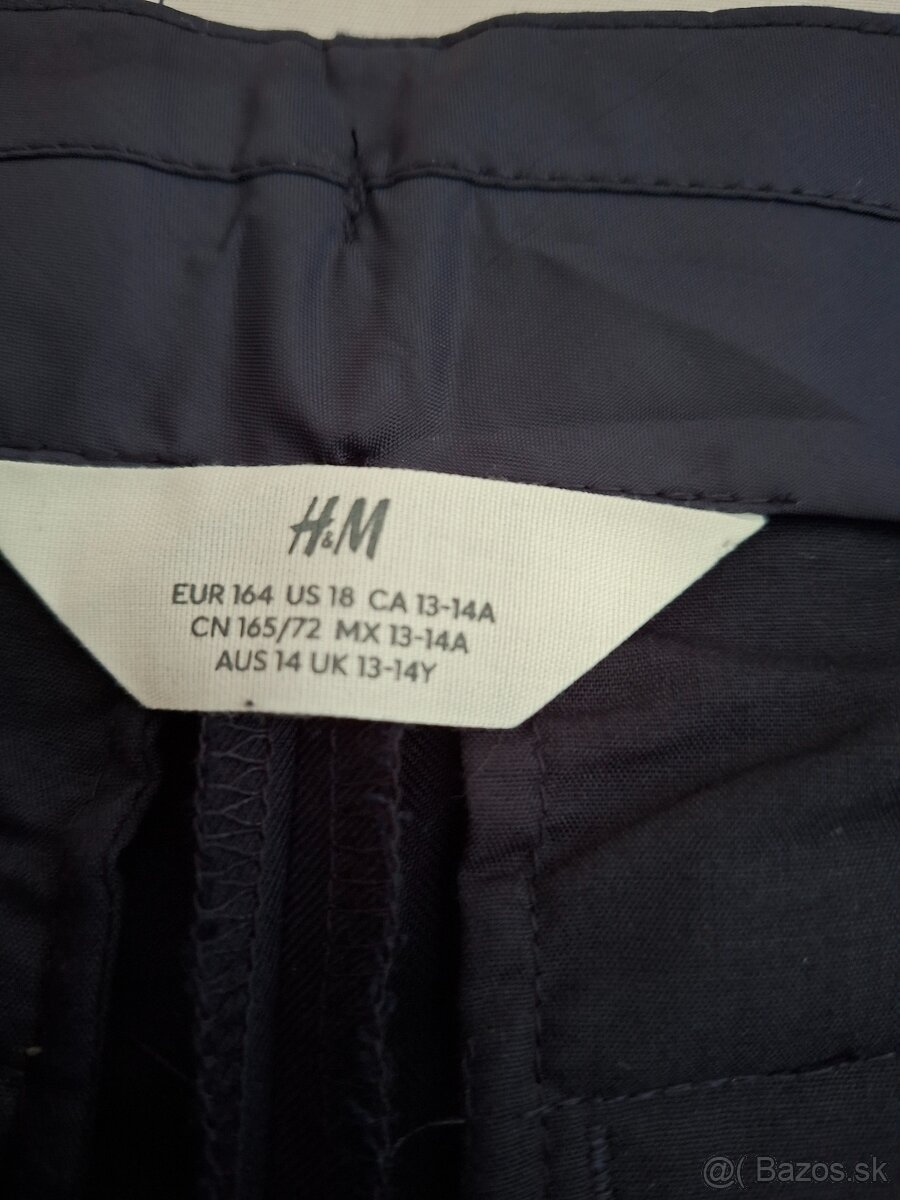 H&M
EUR 164 US 18 CA 13-14A
CN 165/72 MX 13-14A
AUS 14 UK 13-14Y
@( Bazos.sk